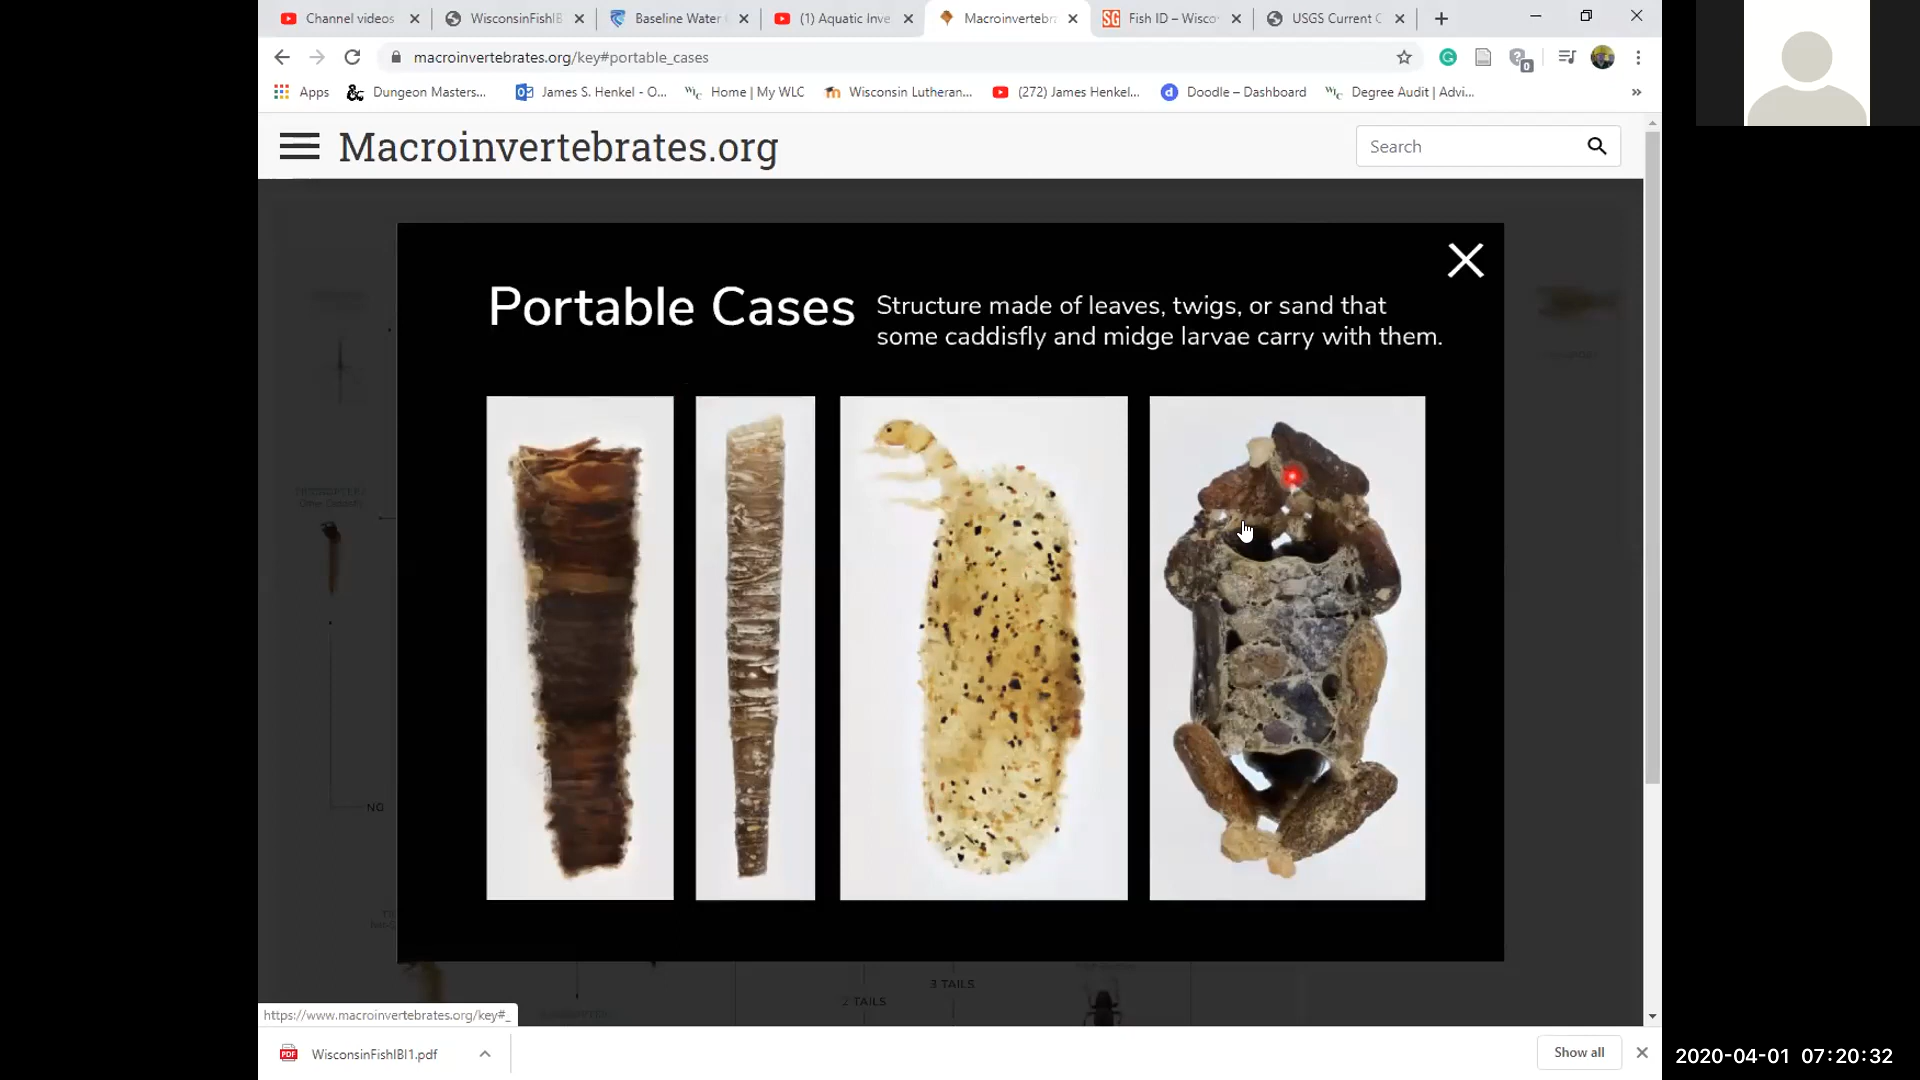 Channel videos
WisconsinFishIB
Baseline Water
(1) Aquatic Inve
Macroinvertebr
Fish ID – Wisco
USGS Current C
macroinvertebrates.org/key#portable_cases
0
Apps
Dungeon Masters...
James S. Henkel - O...
Home | My WLC
Wisconsin Lutheran...
(272) James Henkel...
Doodle – Dashboard
Degree Audit | Advi...
Macroinvertebrates.org
Search
Portable Cases
Structure made of leaves, twigs, or sand that
some caddisfly and midge larvae carry with them.
NO
3 TAILS
2 TAILS
https://www.macroinvertebrates.org/key#_
WisconsinFishIBI1.pdf
Show all
2020-04-01 07:20:32